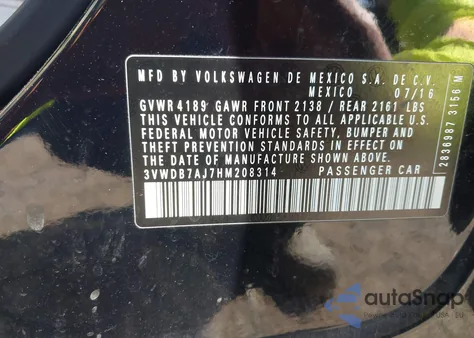 MFD BY VOLKSWAGEN DE MEXICO S.A. DE C.V.
MEXICO 07/16
GVWR 4189 GAWR FRONT 2138 / REAR 2161 LBS
THIS VEHICLE CONFORMS TO ALL APPLICABLE U.S.
FEDERAL MOTOR VEHICLE SAFETY, BUMPER AND
THEFT PREVENTION STANDARDS IN EFFECT ON THE
DATE OF MANUFACTURE SHOWN ABOVE.
3VWDB7AJ7HM208314 PASSENGER CAR
2836987 3156 M
autaSnap